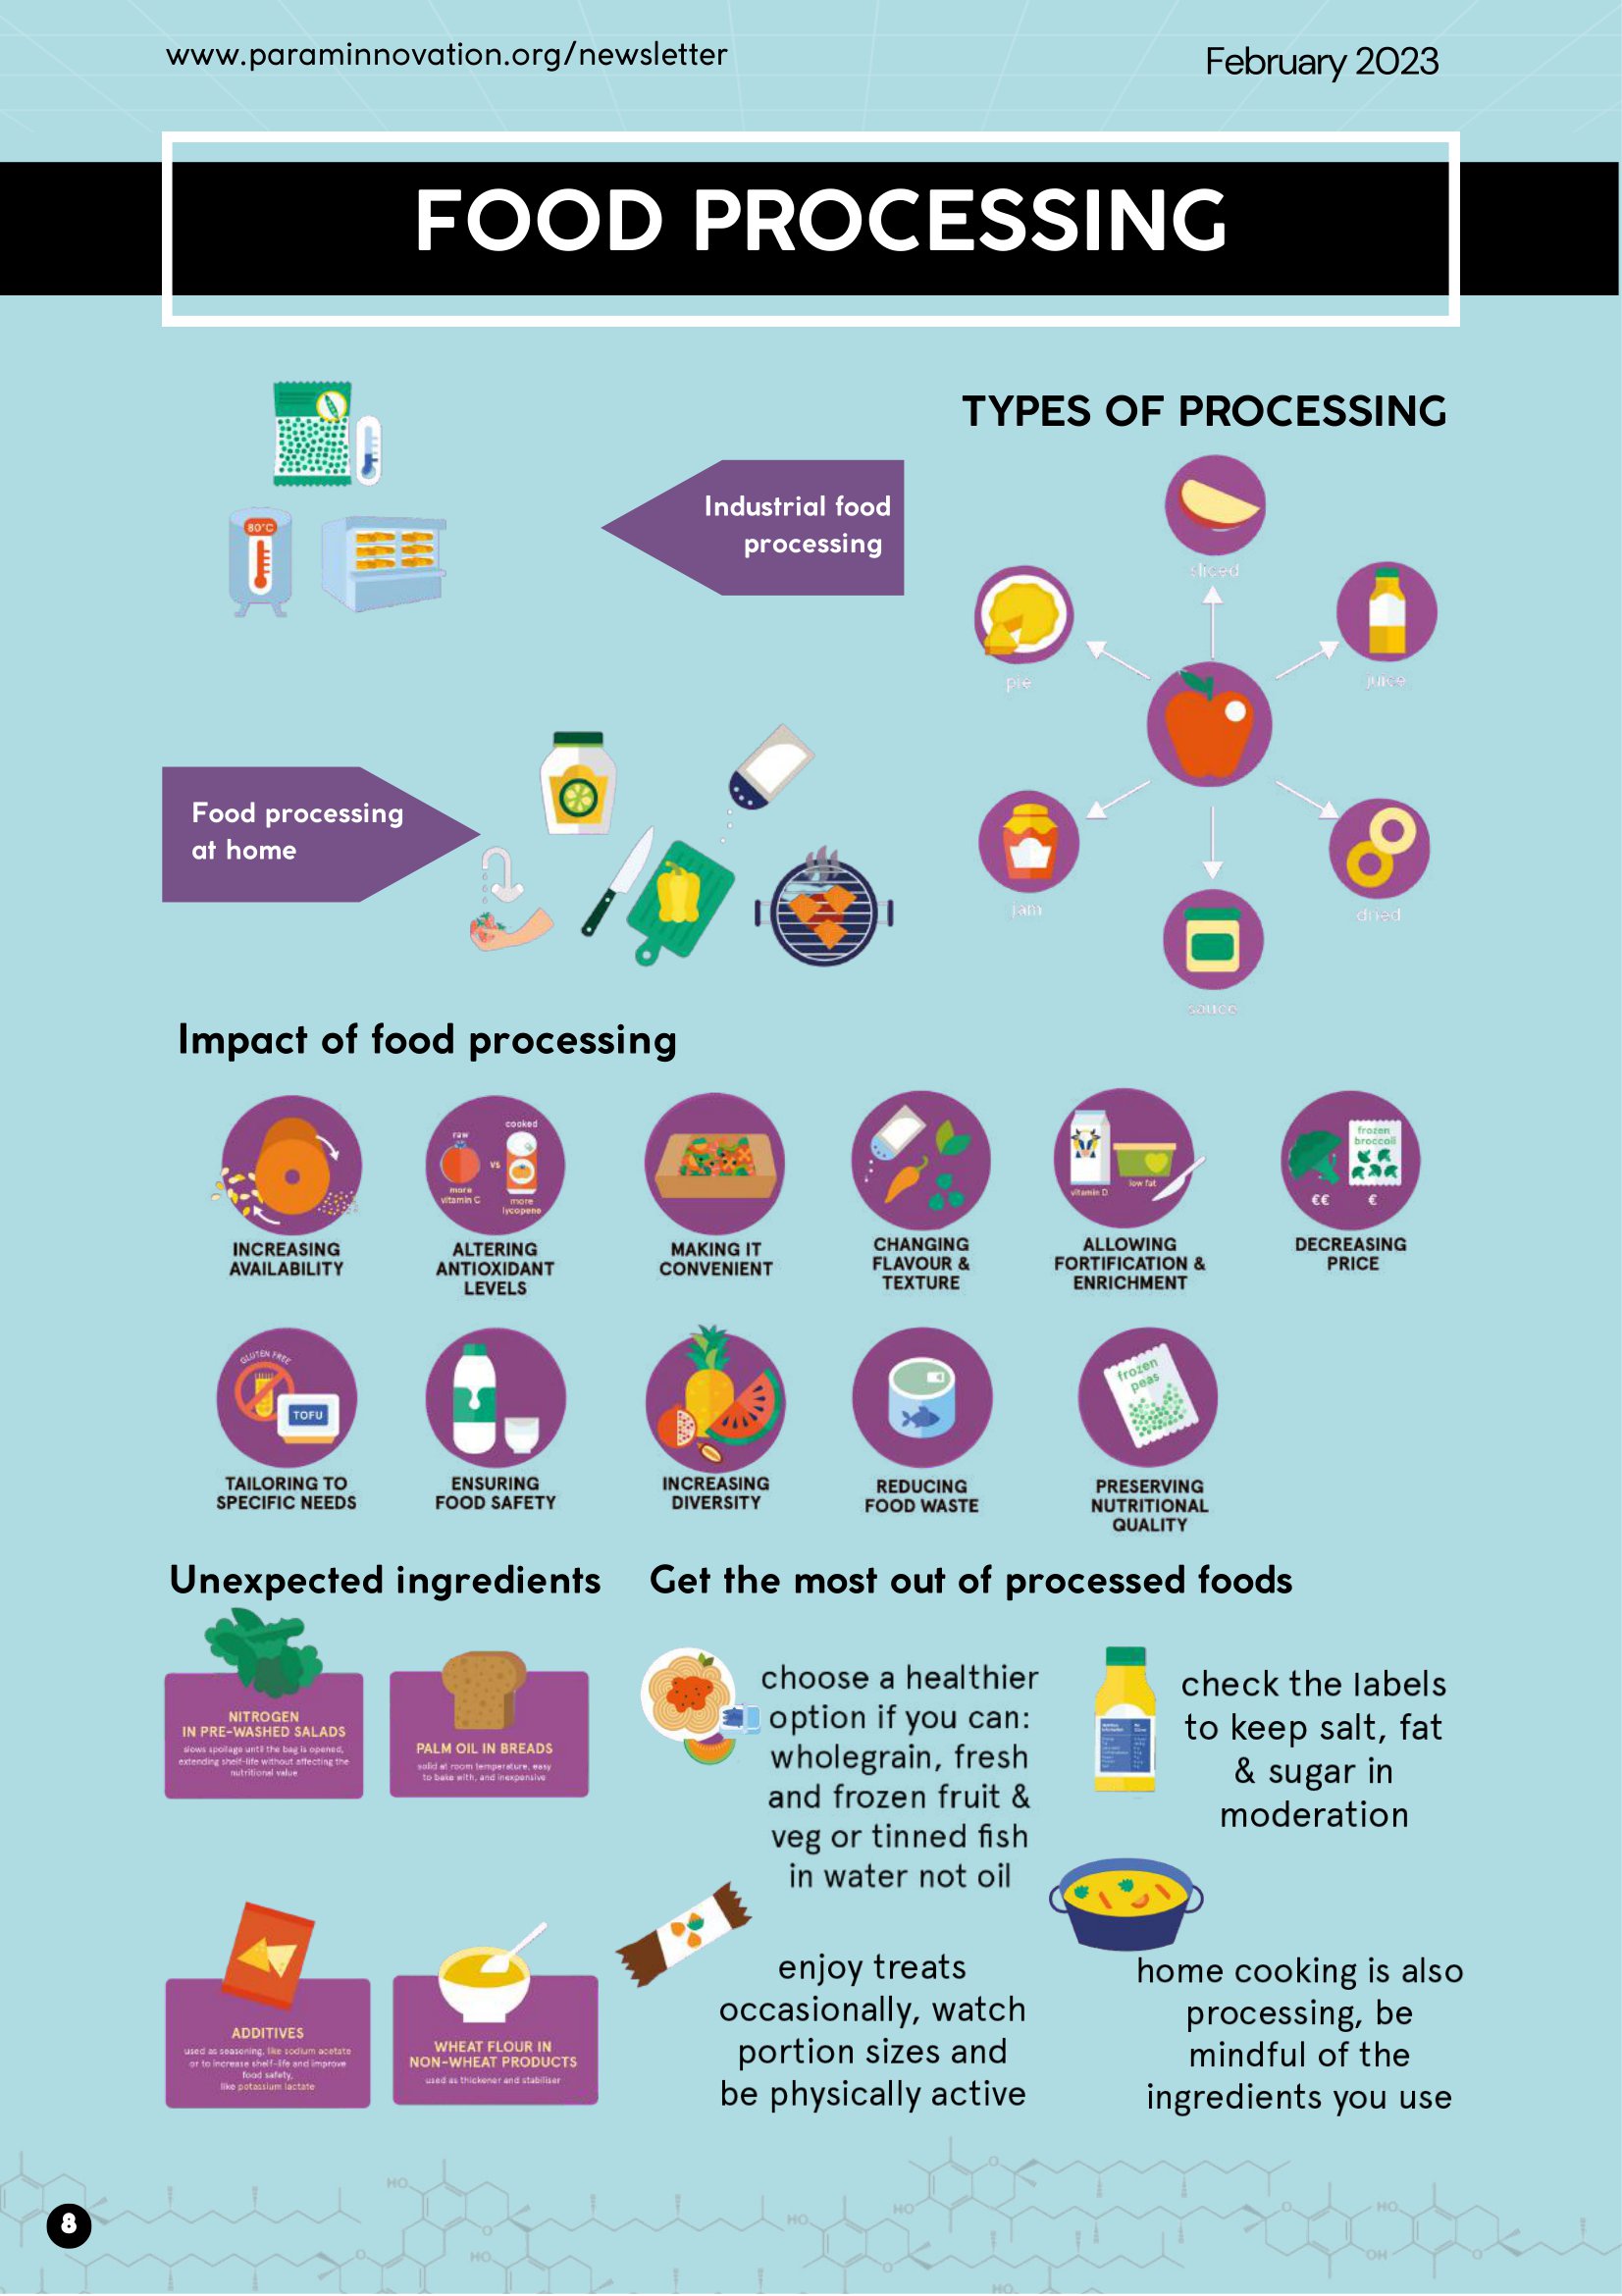 www.paraminnovation.org/newsletter
February 2023
FOOD PROCESSING
TYPES OF PROCESSING
Industrial food
processing
80°C
sliced
pie
juice
jam
dried
sauce
Food processing
at home
Impact of food processing
raw
cooked
vs
more
vitamin C
more
lycopene
vitamin D
low fat
frozen
broccoli
€€
€
INCREASING
AVAILABILITY
ALTERING
ANTIOXIDANT
LEVELS
MAKING IT
CONVENIENT
CHANGING
FLAVOUR &
TEXTURE
ALLOWING
FORTIFICATION &
ENRICHMENT
DECREASING
PRICE
GLUTEN FREE
TOFU
frozen
peas
TAILORING TO
SPECIFIC NEEDS
ENSURING
FOOD SAFETY
INCREASING
DIVERSITY
REDUCING
FOOD WASTE
PRESERVING
NUTRITIONAL
QUALITY
Unexpected ingredients
NITROGEN
IN PRE-WASHED SALADS
slows spoilage until the bag is opened,
extending shelf-life without affecting the
nutritional value
PALM OIL IN BREADS
solid at room temperature, easy
to bake with, and inexpensive
ADDITIVES
used as seasoning, like sodium acetate
or to increase shelf-life and improve
food safety,
like potassium lactate
WHEAT FLOUR IN
NON-WHEAT PRODUCTS
used as thickener and stabiliser
Get the most out of processed foods
choose a healthier
option if you can:
wholegrain, fresh
and frozen fruit &
veg or tinned fish
in water not oil
check the labels
to keep salt, fat
& sugar in
moderation
enjoy treats
occasionally, watch
portion sizes and
be physically active
home cooking is also
processing, be
mindful of the
ingredients you use
HO
O
HO
O
HO
O
HO
O
HO
O
HO
OH
O
HO
8